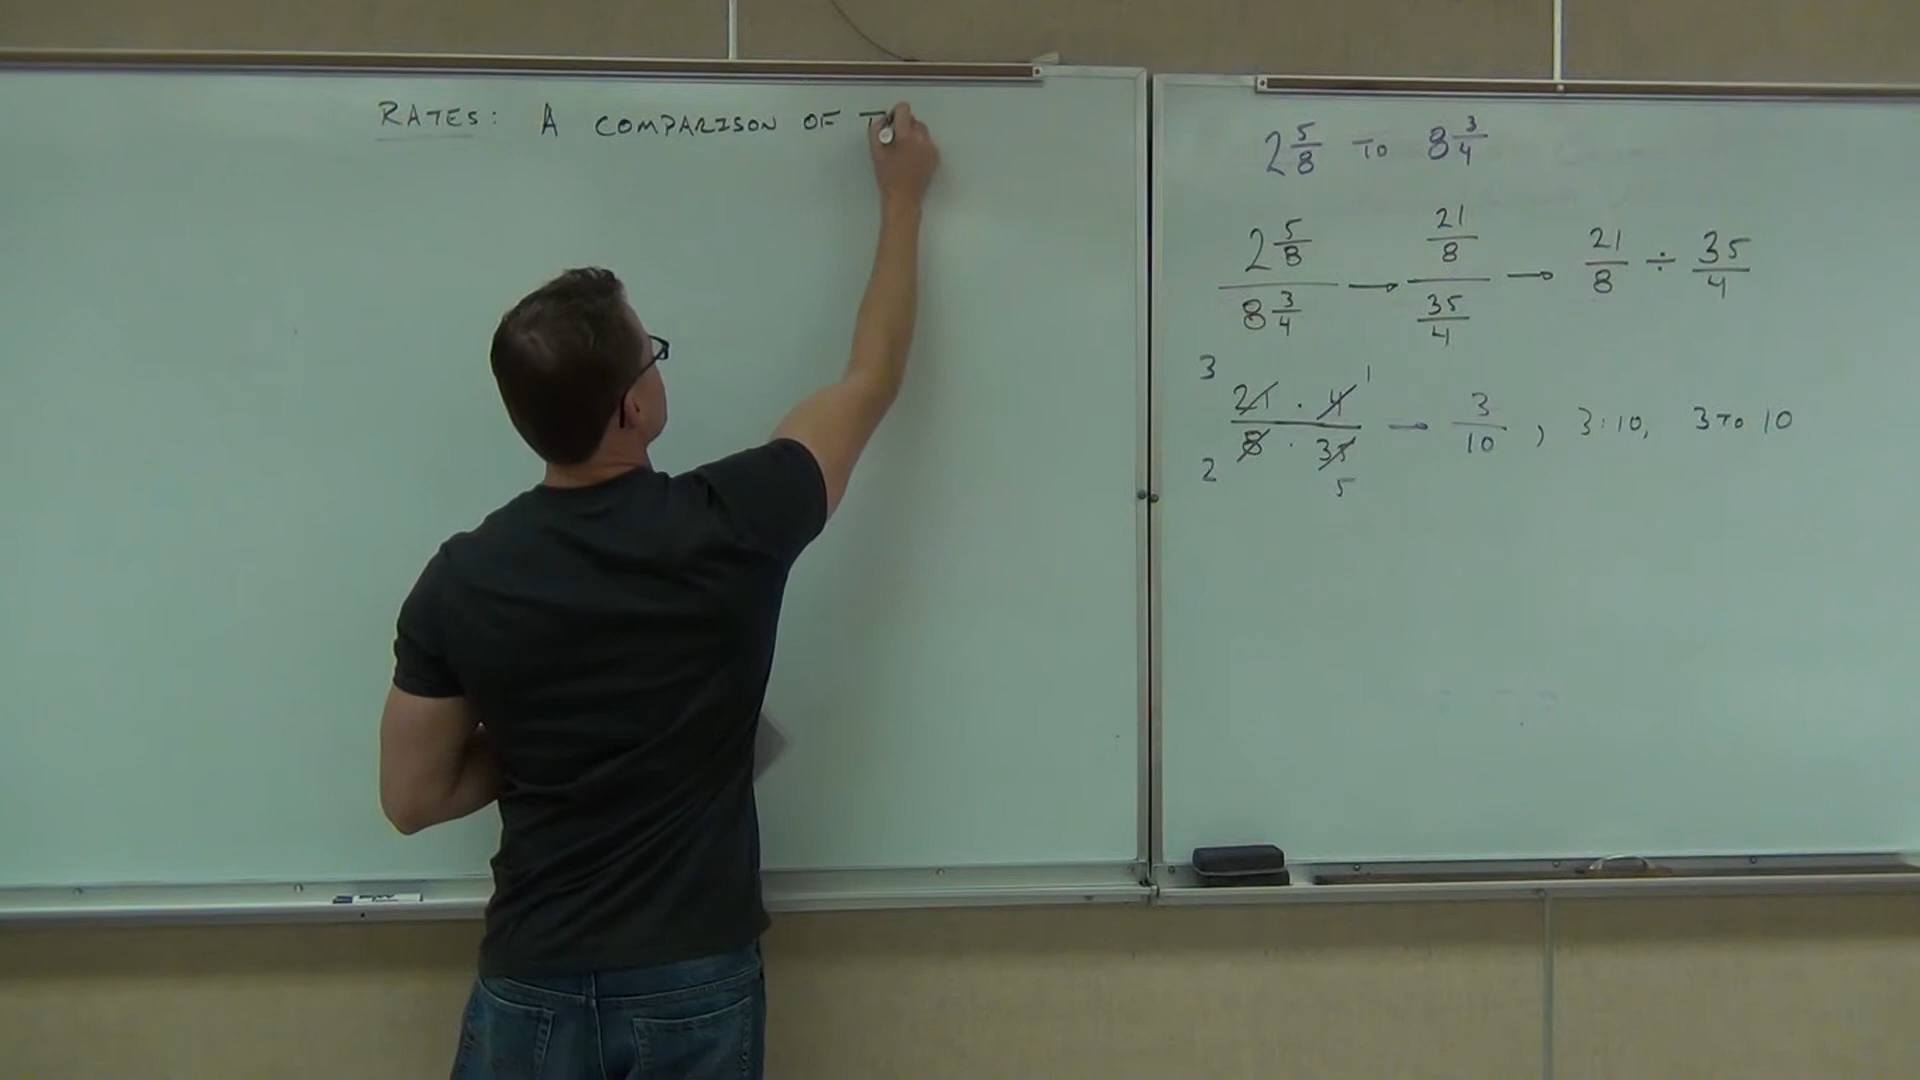 RATES: A COMPARISON OF
2 5/8 TO 8 3/4
2 5/8 / 8 3/4 → 21/8 / 35/4 → 21/8 ÷ 35/4
3 1
21 · 4 / 8 · 35 → 3/10 , 3:10, 3 TO 10
2 5